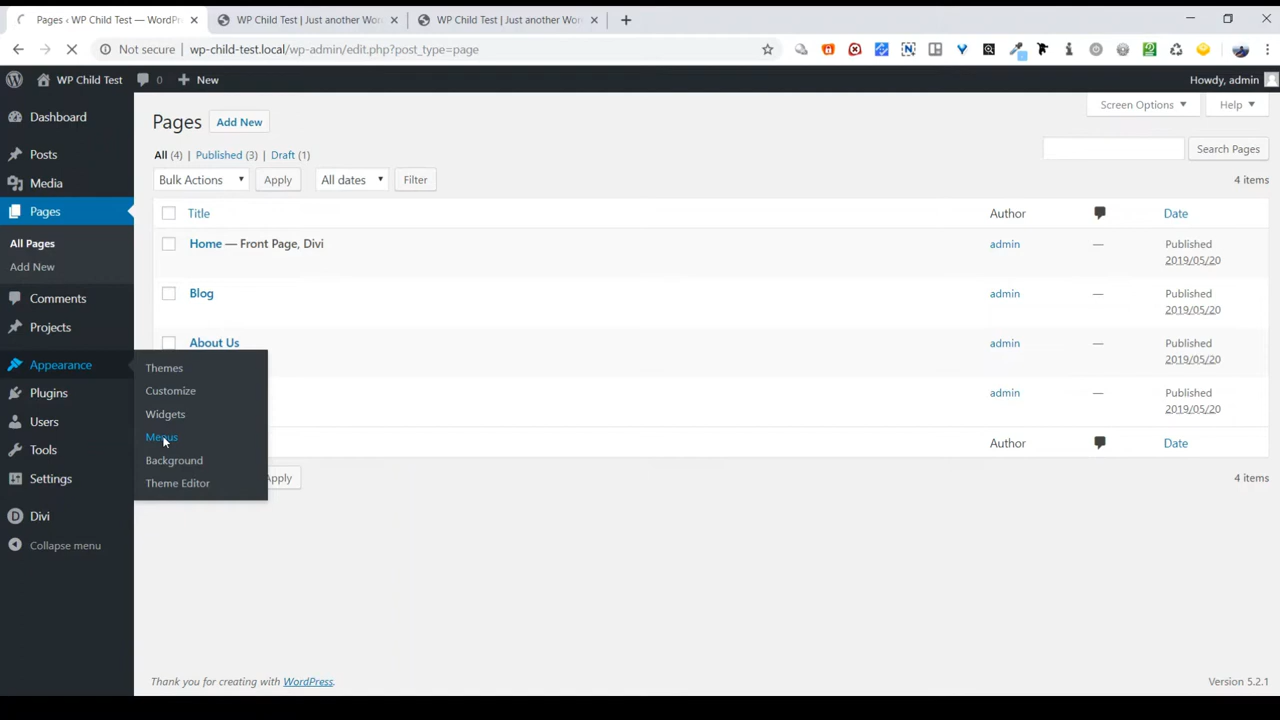 Pages ‹ WP Child Test — WordPr
WP Child Test | Just another Wor
WP Child Test | Just another Wor
Not secure
wp-child-test.local/wp-admin/edit.php?post_type=page
WP Child Test
0
New
Howdy, admin
Dashboard
Posts
Media
Pages
All Pages
Add New
Comments
Projects
Appearance
Plugins
Users
Tools
Settings
Divi
Collapse menu
Themes
Customize
Widgets
Menus
Background
Theme Editor
Screen Options
Help
Pages Add New
All (4) | Published (3) | Draft (1)
Search Pages
Bulk Actions Apply All dates Filter
4 items
Title Author Date
Home — Front Page, Divi admin — Published
2019/05/20
Blog admin — Published
2019/05/20
About Us admin — Published
2019/05/20
admin — Published
2019/05/20
Author Date
Apply
4 items
Thank you for creating with WordPress.
Version 5.2.1